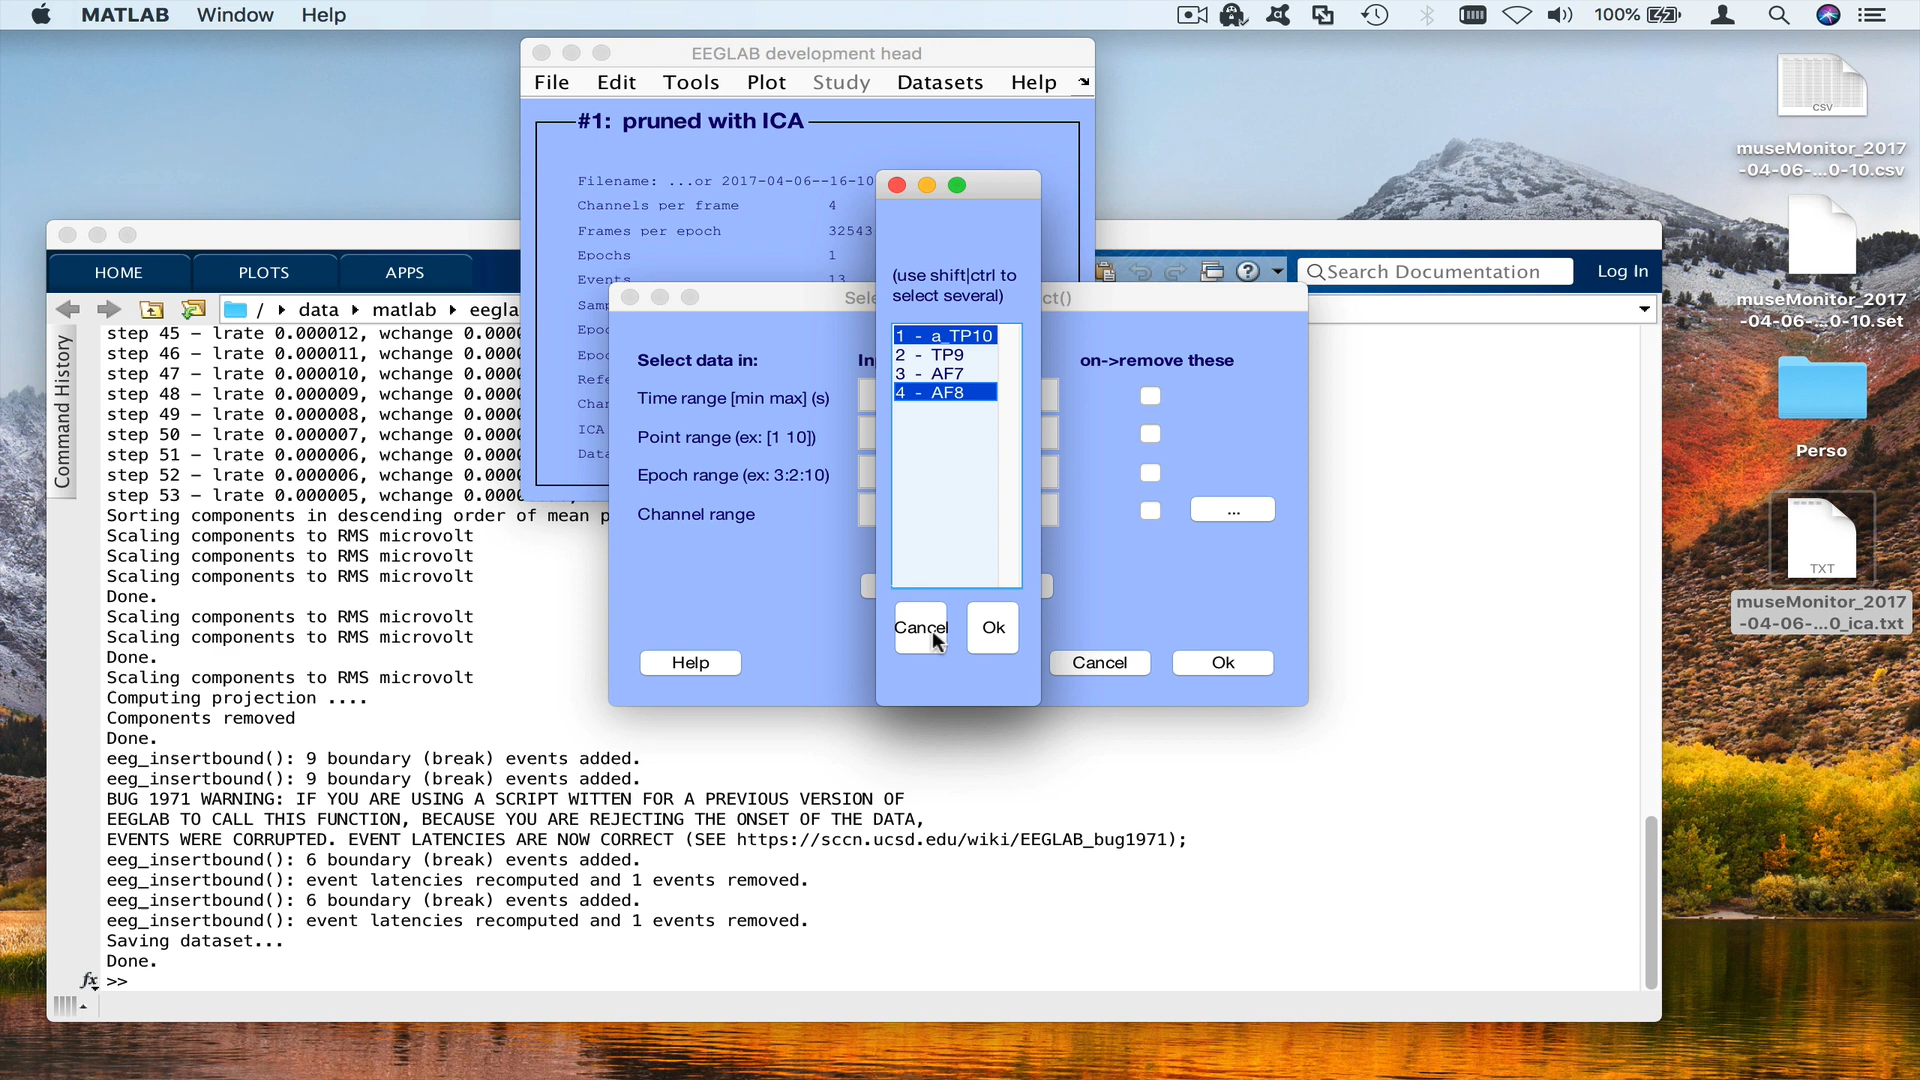 MATLAB Window Help
100%
EEGLAB development head
File Edit Tools Plot Study Datasets Help
#1: pruned with ICA
Filename: ...or 2017-04-06--16-10
Channels per frame 4
Frames per epoch 32543
Epochs 1
Events 13
Samp
Epoc
Epoc
Refe
Chan
ICA
Data
HOME PLOTS APPS
Search Documentation
Log In
/ data matlab eegla
Command History
step 45 – lrate 0.000012, wchange 0.000
step 46 – lrate 0.000011, wchange 0.000
step 47 – lrate 0.000010, wchange 0.000
step 48 – lrate 0.000009, wchange 0.000
step 49 – lrate 0.000008, wchange 0.000
step 50 – lrate 0.000007, wchange 0.000
step 51 – lrate 0.000006, wchange 0.000
step 52 – lrate 0.000006, wchange 0.000
step 53 – lrate 0.000005, wchange 0.0000
Sorting components in descending order of mean p
Scaling components to RMS microvolt
Scaling components to RMS microvolt
Scaling components to RMS microvolt
Done.
Scaling components to RMS microvolt
Scaling components to RMS microvolt
Done.
Scaling components to RMS microvolt
Computing projection ....
Components removed
Done.
eeg_insertbound(): 9 boundary (break) events added.
eeg_insertbound(): 9 boundary (break) events added.
BUG 1971 WARNING: IF YOU ARE USING A SCRIPT WITTEN FOR A PREVIOUS VERSION OF
EEGLAB TO CALL THIS FUNCTION, BECAUSE YOU ARE REJECTING THE ONSET OF THE DATA,
EVENTS WERE CORRUPTED. EVENT LATENCIES ARE NOW CORRECT (SEE https://sccn.ucsd.edu/wiki/EEGLAB_bug1971);
eeg_insertbound(): 6 boundary (break) events added.
eeg_insertbound(): event latencies recomputed and 1 events removed.
eeg_insertbound(): 6 boundary (break) events added.
eeg_insertbound(): event latencies recomputed and 1 events removed.
Saving dataset...
Done.
fx >>
Sele ct()
Select data in: In on->remove these
Time range [min max] (s)
Point range (ex: [1 10])
Epoch range (ex: 3:2:10)
Channel range ...
Help Cancel Ok
(use shift|ctrl to
select several)
1 - a_TP10
2 - TP9
3 - AF7
4 - AF8
Cancel Ok
CSV
museMonitor_2017
-04-06-...0-10.csv
museMonitor_2017
-04-06-...0-10.set
Perso
TXT
museMonitor_2017
-04-06-...0_ica.txt